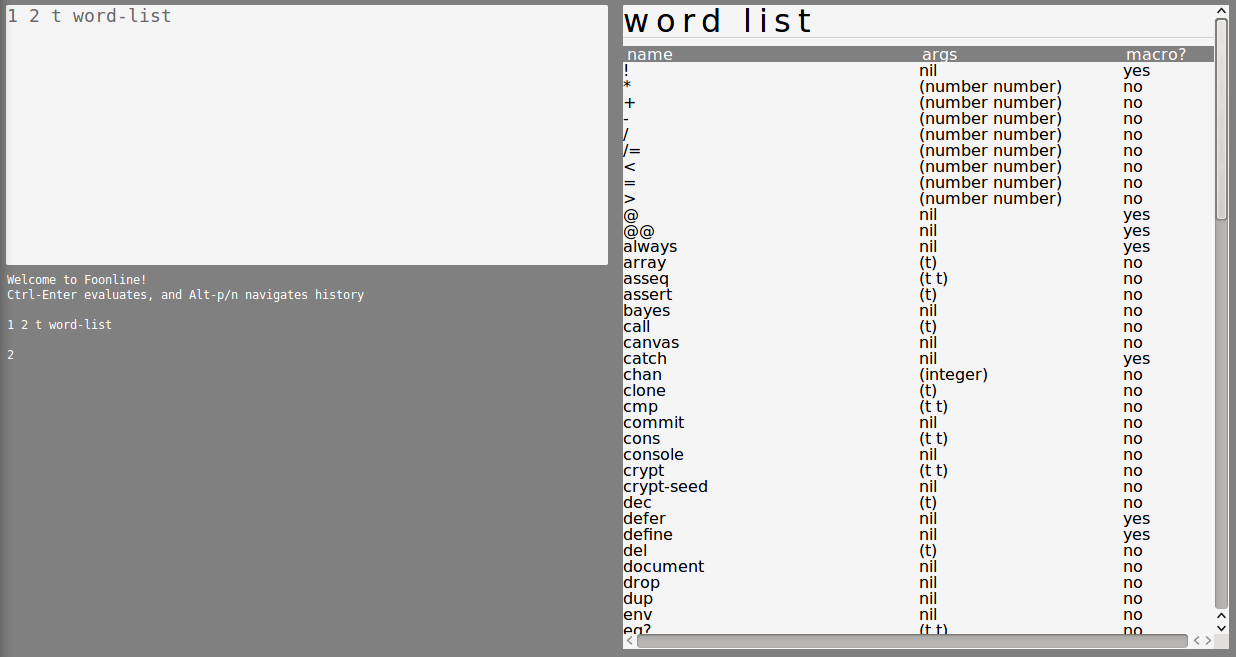 1 2 t word-list
Welcome to Foonline!
Ctrl-Enter evaluates, and Alt-p/n navigates history
1 2 t word-list
2
word list
name args macro?
! nil yes
* (number number) no
+ (number number) no
- (number number) no
/ (number number) no
/= (number number) no
< (number number) no
= (number number) no
> (number number) no
@ nil yes
@@ nil yes
always nil yes
array (t) no
asseq (t t) no
assert (t) no
bayes nil no
call (t) no
canvas nil no
catch nil yes
chan (integer) no
clone (t) no
cmp (t t) no
commit nil no
cons (t t) no
console nil no
crypt (t t) no
crypt-seed nil no
dec (t) no
defer nil yes
define nil yes
del (t) no
document nil no
drop nil no
dup nil no
env nil no
eq? (t t) no